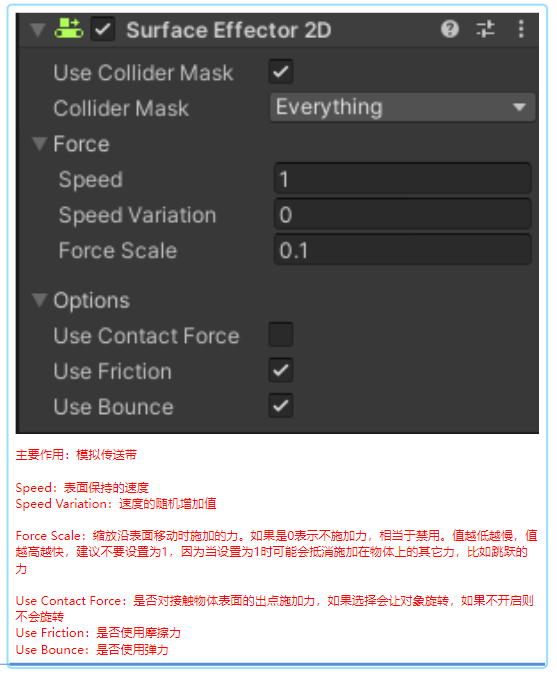 Surface Effector 2D
Use Collider Mask
Collider Mask Everything
Force
Speed 1
Speed Variation 0
Force Scale 0.1
Options
Use Contact Force
Use Friction
Use Bounce
主要作用：模拟传送带
Speed：表面保持的速度
Speed Variation：速度的随机增加值
Force Scale：缩放沿表面移动时施加的力。如果是0表示不施加力，相当于禁用。值越低越慢，值
越高越快，建议不要设置为1，因为当设置为1时可能会抵消施加在物体上的其它力，比如跳跃的
力
Use Contact Force：是否对接触物体表面的出点施加力，如果选择会让对象旋转，如果不开启则
不会旋转
Use Friction：是否使用摩擦力
Use Bounce：是否使用弹力